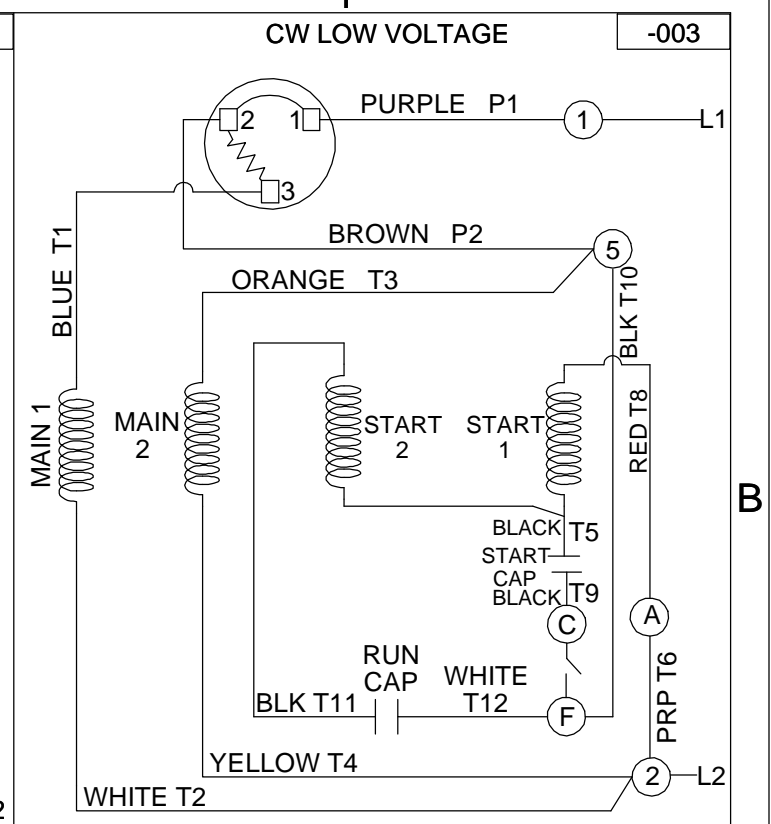 CW LOW VOLTAGE
-003
2
1
PURPLE P1
1
L1
3
BROWN P2
5
BLUE T1
ORANGE T3
BLK T10
MAIN 1
MAIN
2
START
2
START
1
RED T8
B
BLACK T5
START
CAP
BLACK T9
C
A
RUN
CAP
WHITE
T12
BLK T11
F
PRP T6
YELLOW T4
2
L2
WHITE T2
2